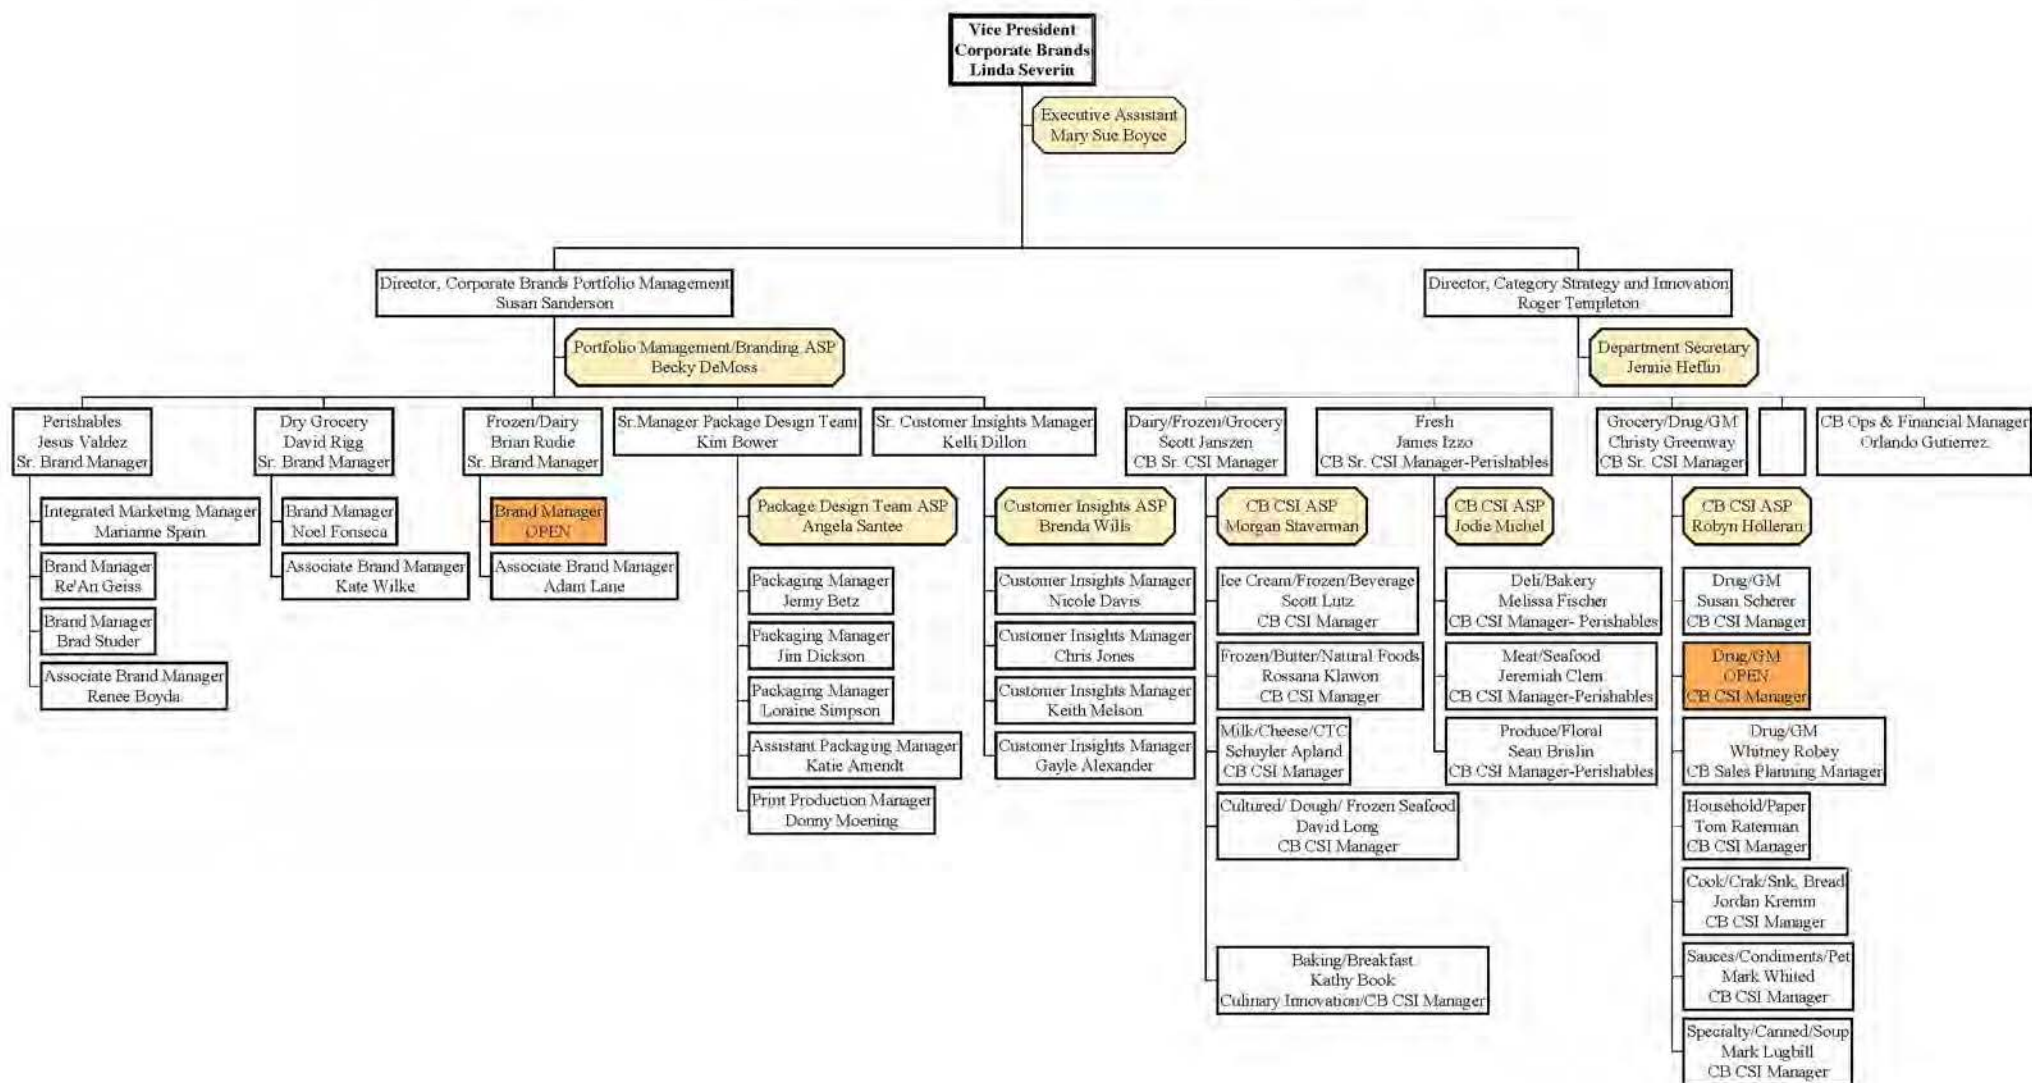 Vice President
Corporate Brands
Linda Severin
Executive Assistant
Mary Sue Boyce
Director, Corporate Brands Portfolio Management
Susan Sanderson
Director, Category Strategy and Innovation
Roger Templeton
Portfolio Management/Branding ASP
Becky DeMoss
Department Secretary
Jennie Heflin
Perishables
Jesus Valdez
Sr. Brand Manager
Dry Grocery
David Rigg
Sr. Brand Manager
Frozen/Dairy
Brian Rudie
Sr. Brand Manager
Sr.Manager Package Design Team
Kim Bower
Sr. Customer Insights Manager
Kelli Dillon
Dairy/Frozen/Grocery
Scott Janszen
CB Sr. CSI Manager
Fresh
James Izzo
CB Sr. CSI Manager-Perishables
Grocery/Drug/GM
Christy Greenway
CB Sr. CSI Manager
CB Ops & Financial Manager
Orlando Gutierrez
Integrated Marketing Manager
Marianne Spain
Brand Manager
Re'An Geiss
Brand Manager
Brad Studer
Associate Brand Manager
Renee Boyda
Brand Manager
Noel Fonseca
Associate Brand Manager
Kate Wilke
Brand Manager
OPEN
Associate Brand Manager
Adam Lane
Package Design Team ASP
Angela Santee
Packaging Manager
Jenny Betz
Packaging Manager
Jim Dickson
Packaging Manager
Loraine Simpson
Assistant Packaging Manager
Katie Amendt
Print Production Manager
Donny Moening
Customer Insights ASP
Brenda Wills
Customer Insights Manager
Nicole Davis
Customer Insights Manager
Chris Jones
Customer Insights Manager
Keith Melson
Customer Insights Manager
Gayle Alexander
CB CSI ASP
Morgan Staverman
Ice Cream/Frozen/Beverage
Scott Lutz
CB CSI Manager
Frozen/Butter/Natural Foods
Rossana Klawon
CB CSI Manager
Milk/Cheese/CTC
Schuyler Apland
CB CSI Manager
Cultured/ Dough/ Frozen Seafood
David Long
CB CSI Manager
Baking/Breakfast
Kathy Book
Culinary Innovation/CB CSI Manager
CB CSI ASP
Jodie Michel
Deli/Bakery
Melissa Fischer
CB CSI Manager- Perishables
Meat/Seafood
Jeremiah Clem
CB CSI Manager-Perishables
Produce/Floral
Sean Brislin
CB CSI Manager-Perishables
CB CSI ASP
Robyn Holleran
Drug/GM
Susan Scherer
CB CSI Manager
Drug/GM
OPEN
CB CSI Manager
Drug/GM
Whitney Robey
CB Sales Planning Manager
Household/Paper
Tom Raterman
CB CSI Manager
Cook/Crak/Snk, Bread
Jordan Kremm
CB CSI Manager
Sauces/Condiments/Pet
Mark Whited
CB CSI Manager
Specialty/Canned/Soup
Mark Lugbill
CB CSI Manager